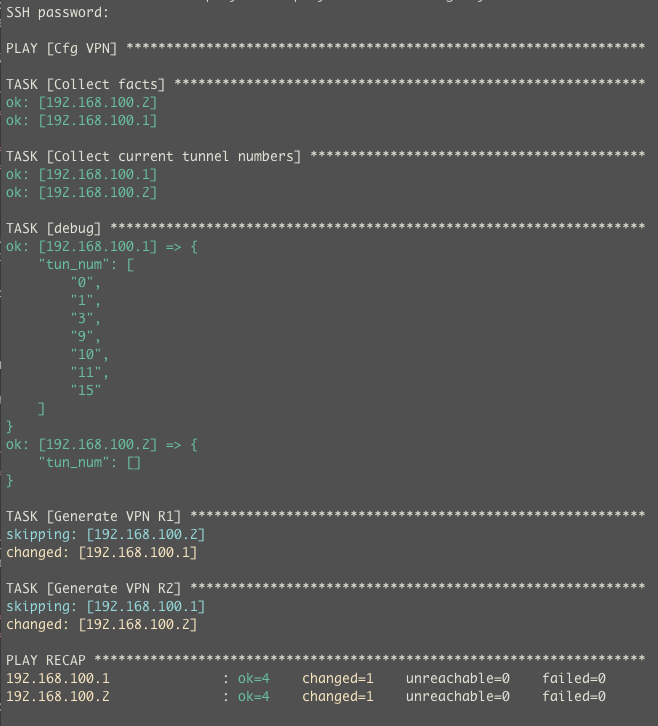 SSH password:
PLAY [Cfg VPN] *****************************************************************
TASK [Collect facts] ***********************************************************
ok: [192.168.100.2]
ok: [192.168.100.1]
TASK [Collect current tunnel numbers] ******************************************
ok: [192.168.100.1]
ok: [192.168.100.2]
TASK [debug] *******************************************************************
ok: [192.168.100.1] => {
    "tun_num": [
        "0",
        "1",
        "3",
        "9",
        "10",
        "11",
        "15"
    ]
}
ok: [192.168.100.2] => {
    "tun_num": []
}
TASK [Generate VPN R1] *********************************************************
skipping: [192.168.100.2]
changed: [192.168.100.1]
TASK [Generate VPN R2] *********************************************************
skipping: [192.168.100.1]
changed: [192.168.100.2]
PLAY RECAP *********************************************************************
192.168.100.1              : ok=4    changed=1    unreachable=0    failed=0
192.168.100.2              : ok=4    changed=1    unreachable=0    failed=0